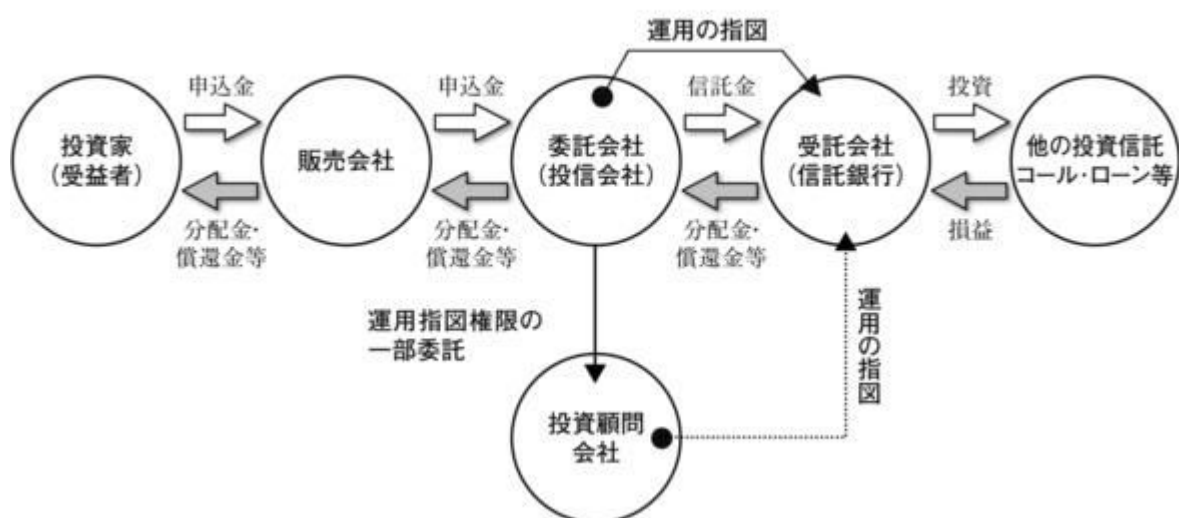 運用の指図
申込金
申込金
信託金
投資
投資家
(受益者)
販売会社
委託会社
(投信会社)
受託会社
(信託銀行)
他の投資信託
コール・ローン等
分配金・
償還金等
分配金・
償還金等
分配金・
償還金等
損益
運用指図権限の
一部委託
運用の指図
投資顧問
会社